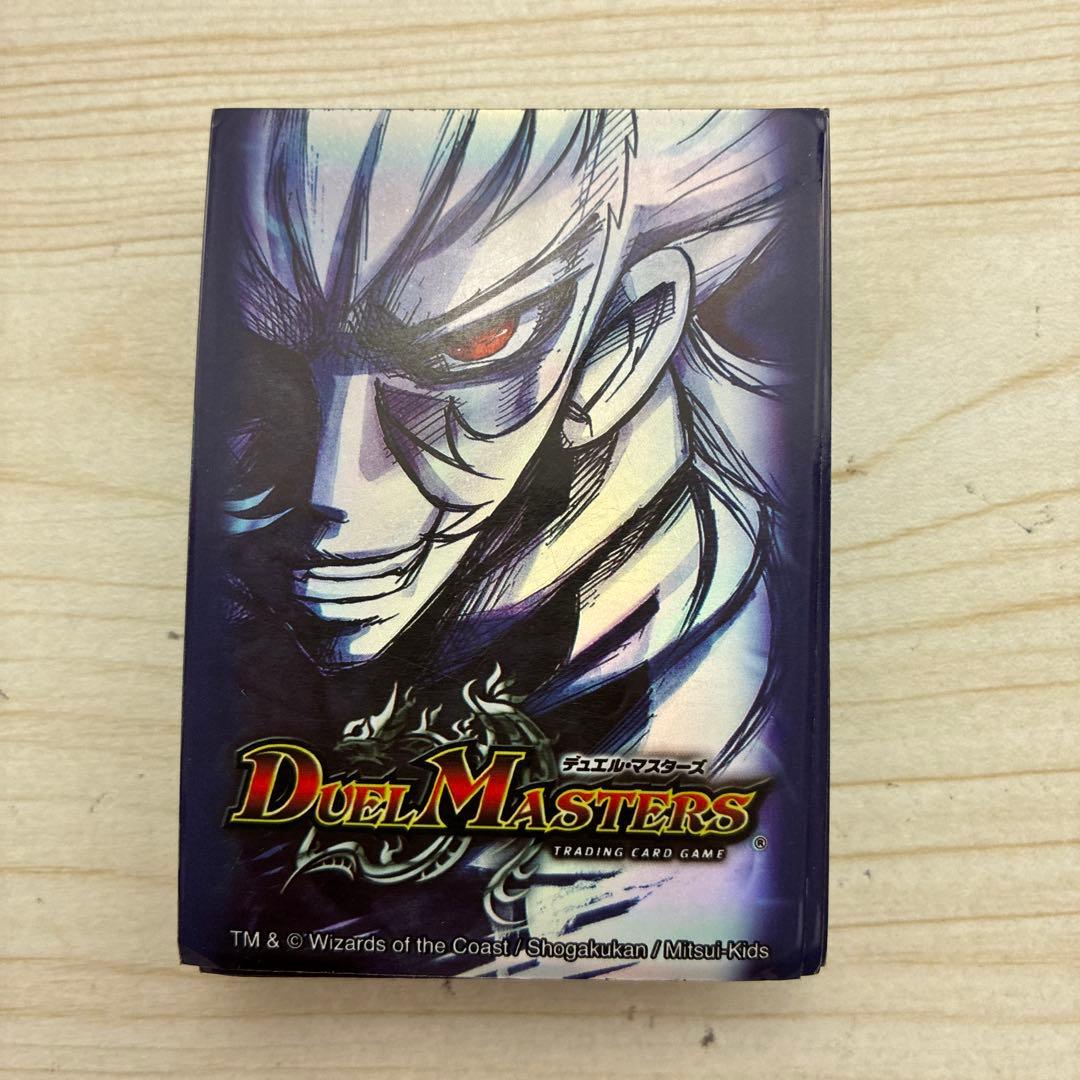 デュエル・マスターズ
DUEL MASTERS
®
TRADING CARD GAME
TM & © Wizards of the Coast / Shogakukan / Mitsui-Kids